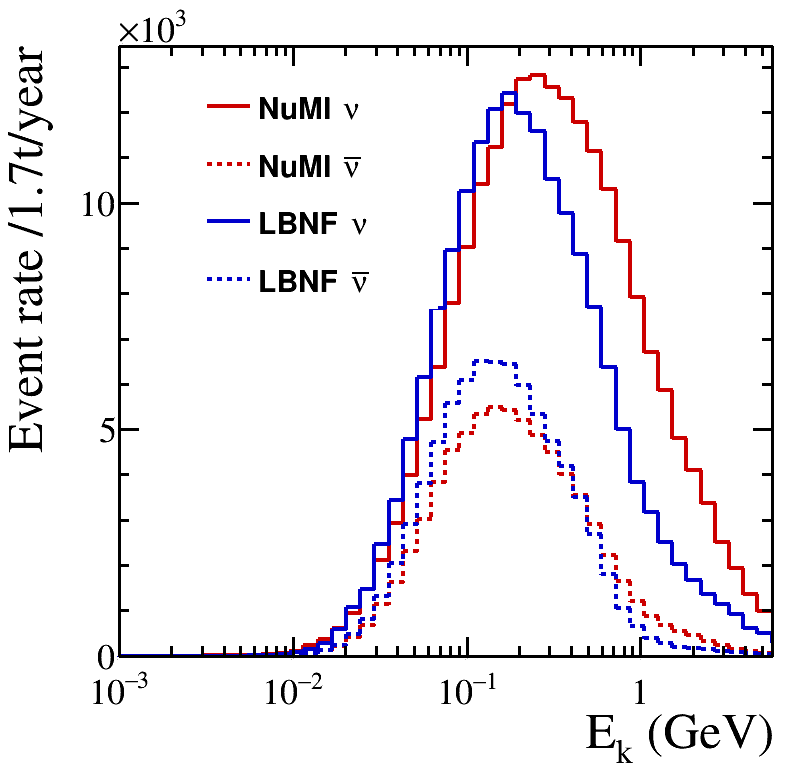 ×10³
Event rate /1.7t/year
NuMI ν
NuMI ν̅
LBNF ν
LBNF ν̅
10
5
0
10⁻³ 10⁻² 10⁻¹ 1
Eₖ (GeV)